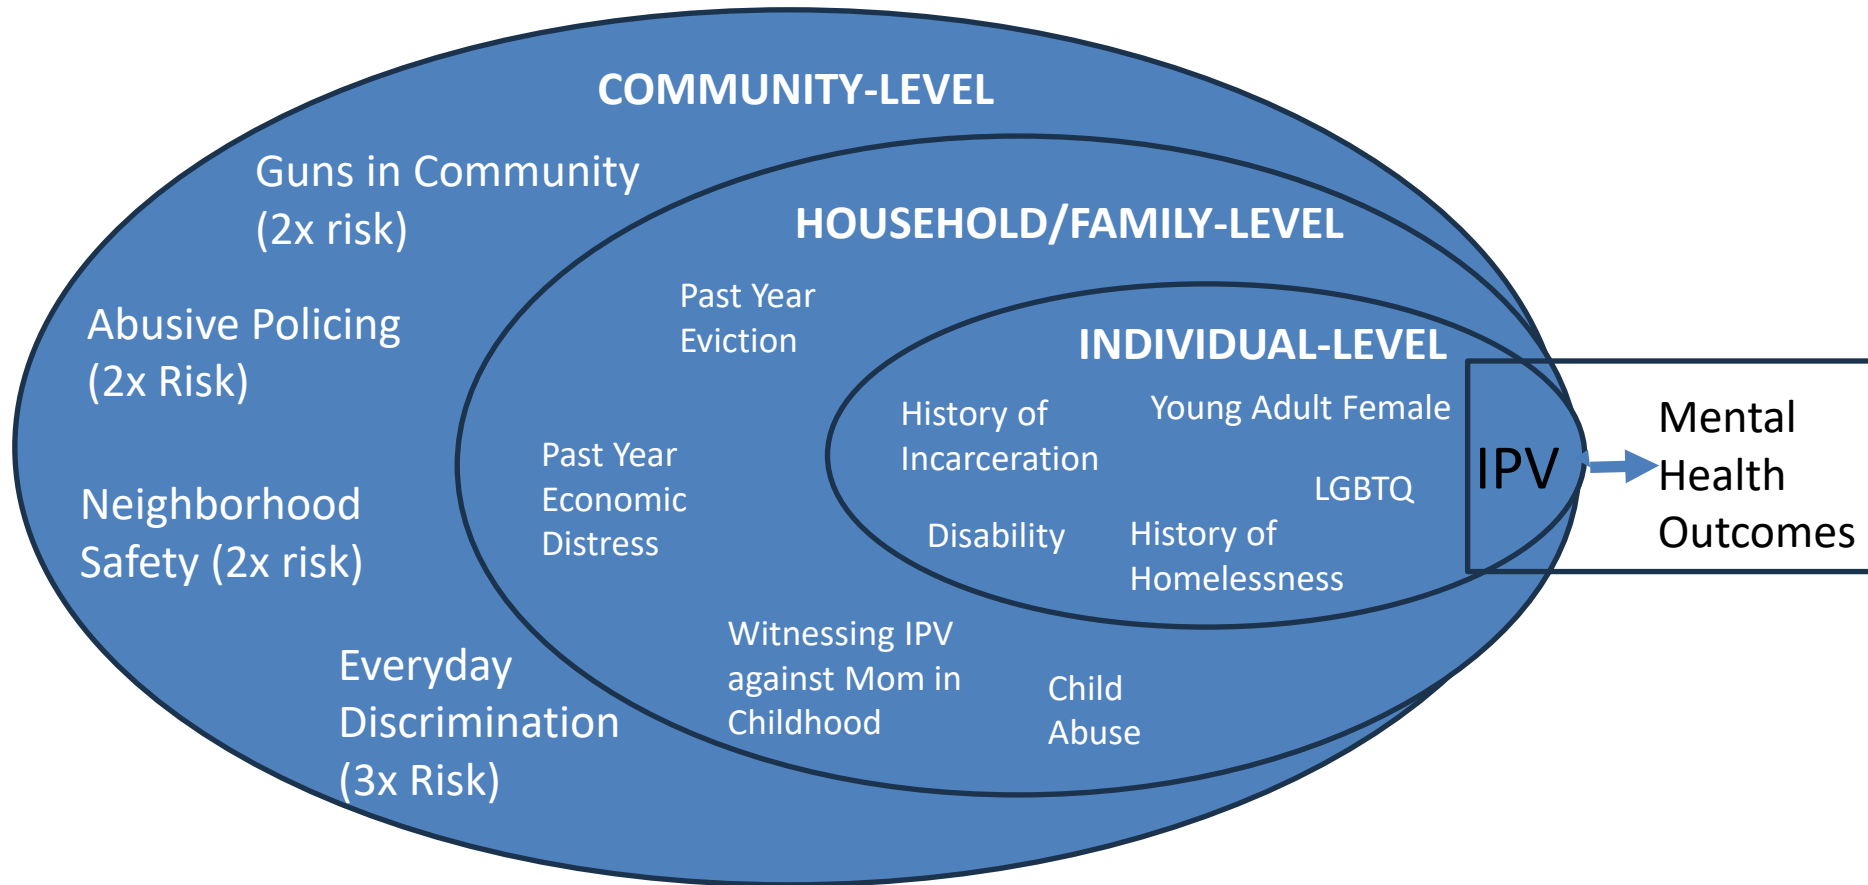 COMMUNITY-LEVEL
Guns in Community
(2x risk)
Abusive Policing
(2x Risk)
Neighborhood
Safety (2x risk)
Everyday
Discrimination
(3x Risk)
HOUSEHOLD/FAMILY-LEVEL
Past Year
Eviction
Past Year
Economic
Distress
Witnessing IPV
against Mom in
Childhood
Child
Abuse
INDIVIDUAL-LEVEL
History of
Incarceration
Young Adult Female
LGBTQ
Disability
History of
Homelessness
IPV
Mental
Health
Outcomes